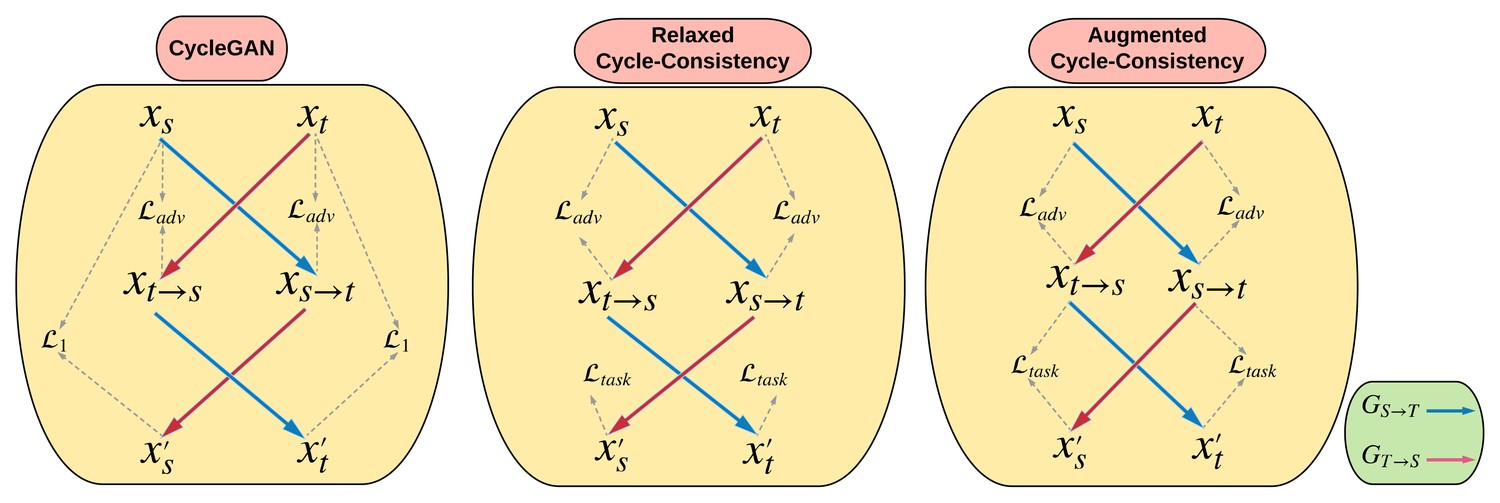 CycleGAN
x_s x_t
ℒ_adv ℒ_adv
x_{t→s} x_{s→t}
ℒ_1 ℒ_1
x'_s x'_t
Relaxed
Cycle-Consistency
x_s x_t
ℒ_adv ℒ_adv
x_{t→s} x_{s→t}
ℒ_task ℒ_task
x'_s x'_t
Augmented
Cycle-Consistency
x_s x_t
ℒ_adv ℒ_adv
x_{t→s} x_{s→t}
ℒ_task ℒ_task
x'_s x'_t
G_{S→T}
G_{T→S}